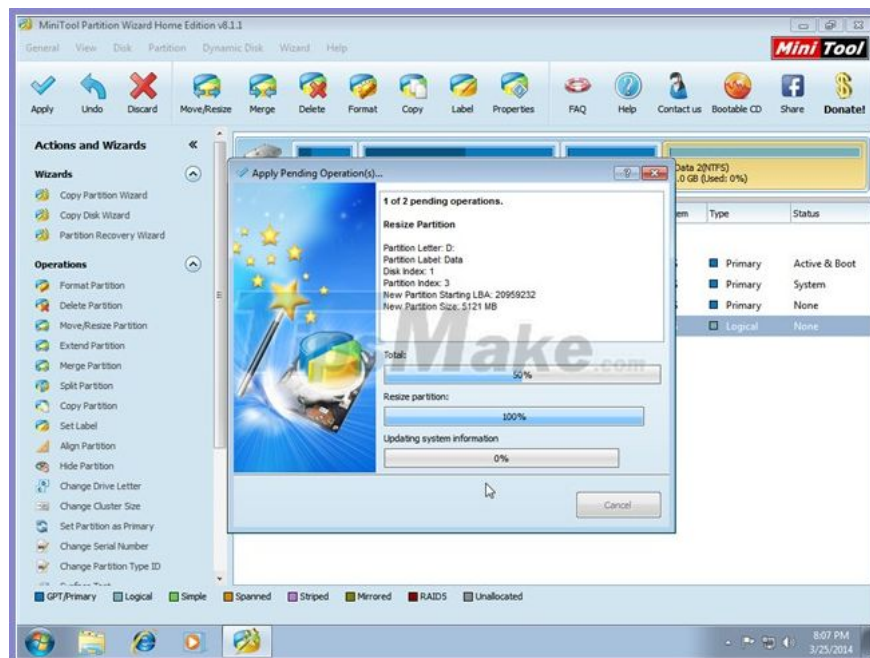 MiniTool Partition Wizard Home Edition v8.1.1
General View Disk Partition Dynamic Disk Wizard Help
Mini Tool
Apply Undo Discard Move/Resize Merge Delete Format Copy Label Properties FAQ Help Contact us Bootable CD Share Donate!
Actions and Wizards
Wizards
Copy Partition Wizard
Copy Disk Wizard
Partition Recovery Wizard
Operations
Format Partition
Delete Partition
Move/Resize Partition
Extend Partition
Merge Partition
Split Partition
Copy Partition
Set Label
Align Partition
Hide Partition
Change Drive Letter
Change Cluster Size
Set Partition as Primary
Change Serial Number
Change Partition Type ID
Apply Pending Operation(s)...
1 of 2 pending operations.
Resize Partition
Partition Letter: D:
Partition Label: Data
Disk Index: 1
Partition Index: 3
New Partition Starting LBA: 20959232
New Partition Size: 5121 MB
Total:
50%
Resize partition:
100%
Updating system information
0%
Cancel
Data 2(NTFS)
.0 GB (Used: 0%)
Type Status
Primary Active & Boot
Primary System
Primary None
Logical None
TipsMake.com
GPT/Primary Logical Simple Spanned Striped Mirrored RAID5 Unallocated
8:07 PM
3/25/2014